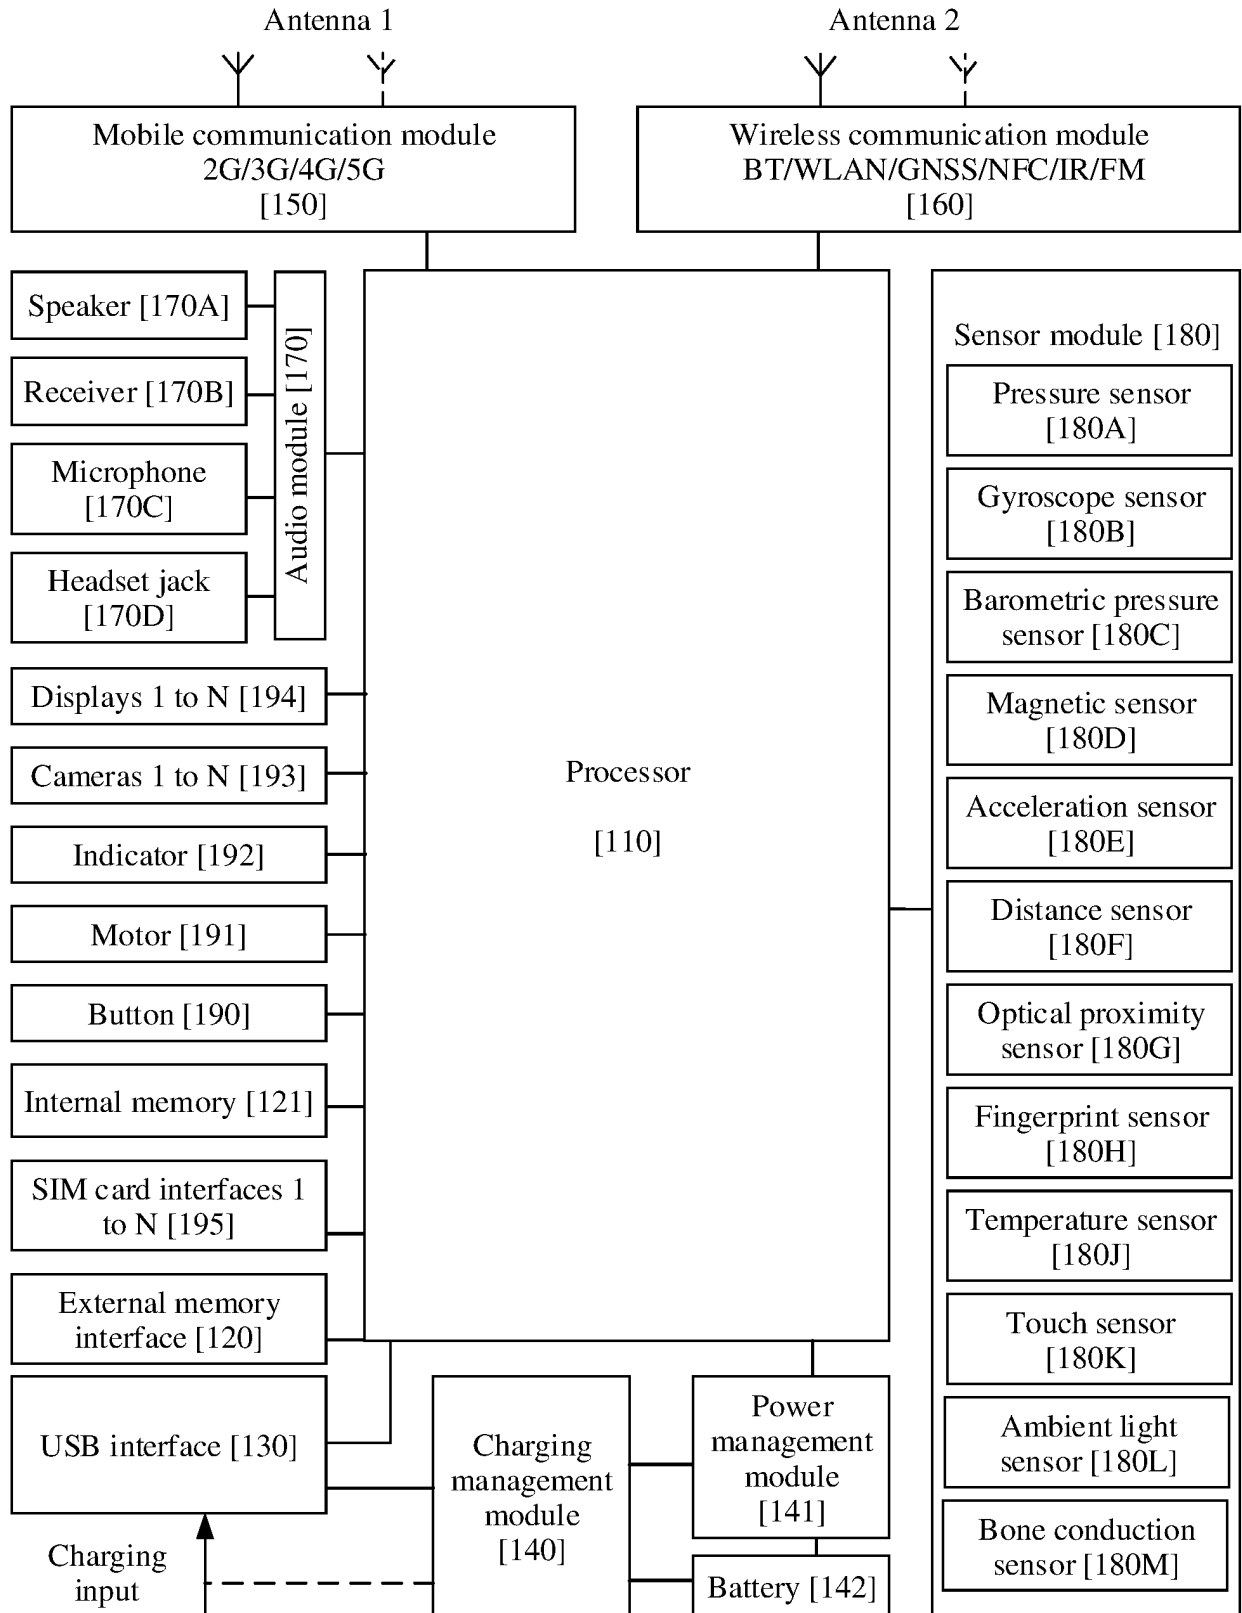 Antenna 1
Antenna 2
Mobile communication module
2G/3G/4G/5G
[150]
Wireless communication module
BT/WLAN/GNSS/NFC/IR/FM
[160]
Speaker [170A]
Receiver [170B]
Microphone
[170C]
Headset jack
[170D]
Audio module [170]
Displays 1 to N [194]
Cameras 1 to N [193]
Indicator [192]
Motor [191]
Button [190]
Internal memory [121]
SIM card interfaces 1
to N [195]
External memory
interface [120]
USB interface [130]
Charging
input
Processor
[110]
Charging
management
module
[140]
Power
management
module
[141]
Battery [142]
Sensor module [180]
Pressure sensor
[180A]
Gyroscope sensor
[180B]
Barometric pressure
sensor [180C]
Magnetic sensor
[180D]
Acceleration sensor
[180E]
Distance sensor
[180F]
Optical proximity
sensor [180G]
Fingerprint sensor
[180H]
Temperature sensor
[180J]
Touch sensor
[180K]
Ambient light
sensor [180L]
Bone conduction
sensor [180M]